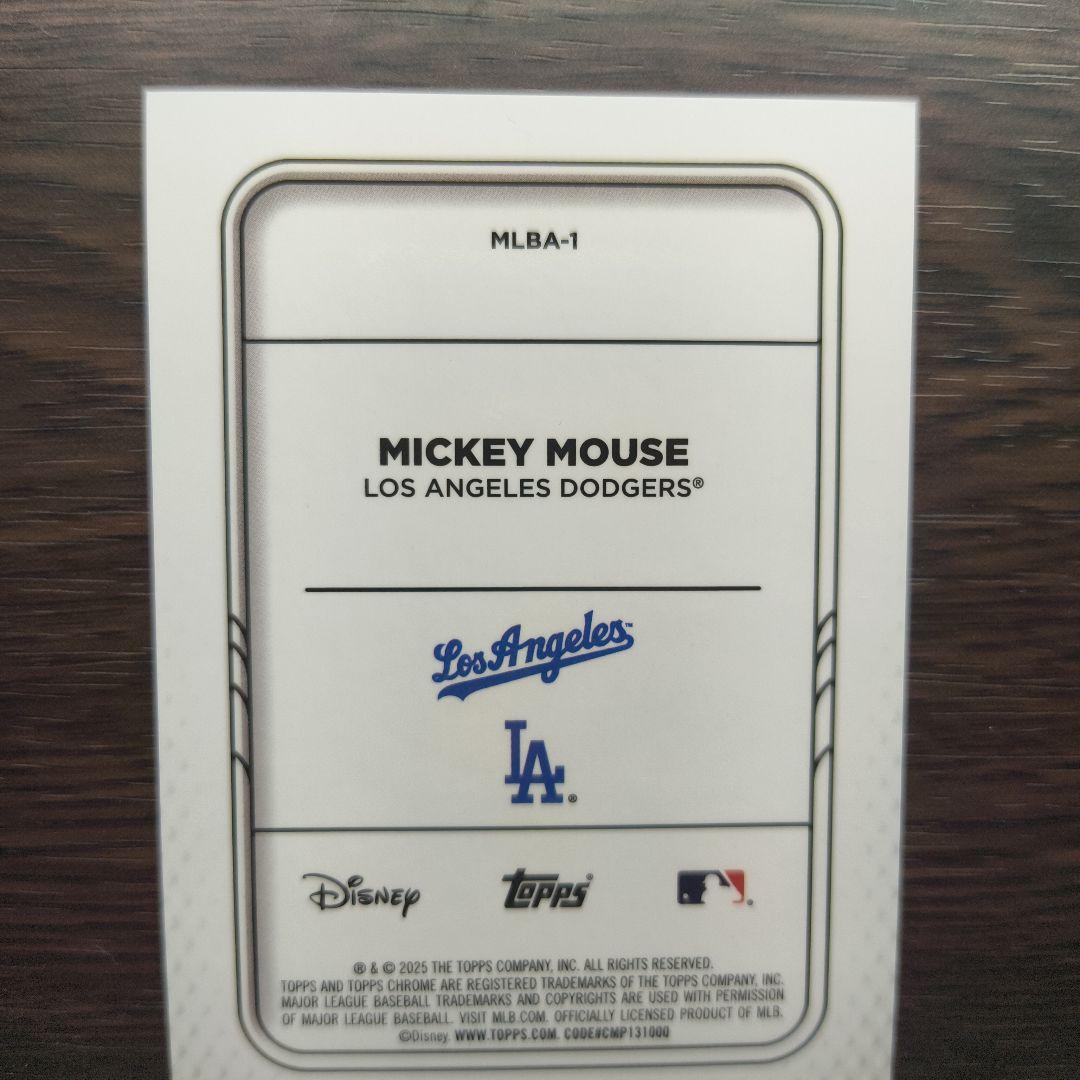 MLBA-1
MICKEY MOUSE
LOS ANGELES DODGERS®
Los Angeles™
LA®
Disney Topps®
® & © 2025 THE TOPPS COMPANY, INC. ALL RIGHTS RESERVED.
TOPPS AND TOPPS CHROME ARE REGISTERED TRADEMARKS OF THE TOPPS COMPANY, INC.
MAJOR LEAGUE BASEBALL TRADEMARKS AND COPYRIGHTS ARE USED WITH PERMISSION
OF MAJOR LEAGUE BASEBALL. VISIT MLB.COM. OFFICIALLY LICENSED PRODUCT OF MLB.
©Disney. WWW.TOPPS.COM. CODE#CMP131000